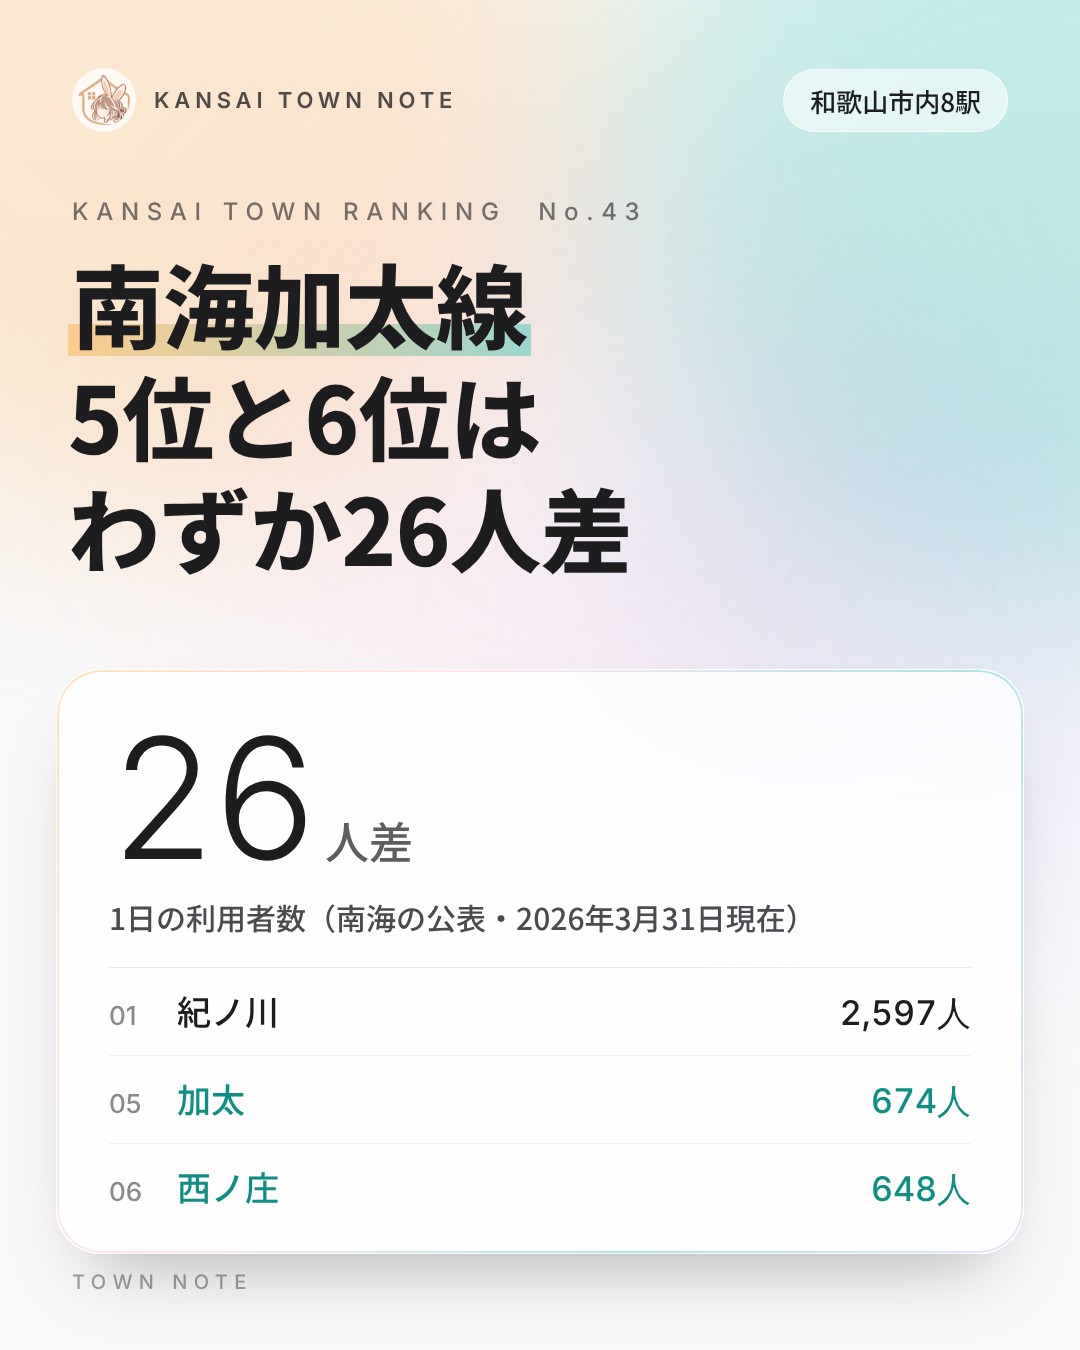 KANSAI TOWN NOTE
和歌山市内8駅
KANSAI TOWN RANKING No.43
南海加太線
5位と6位は
わずか26人差
26人差
1日の利用者数（南海の公表・2026年3月31日現在）
01 紀ノ川 2,597人
05 加太 674人
06 西ノ庄 648人
TOWN NOTE